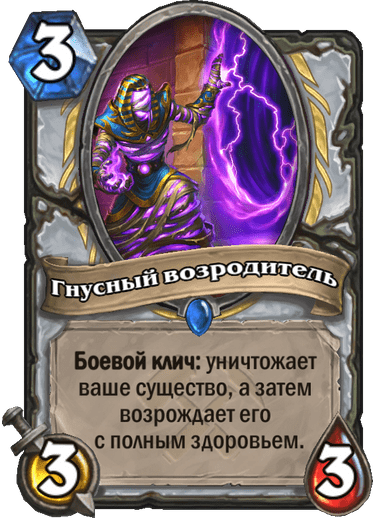 3
Гнусный возродитель
Боевой клич: уничтожает
ваше существо, а затем
возрождает его
с полным здоровьем.
3
3